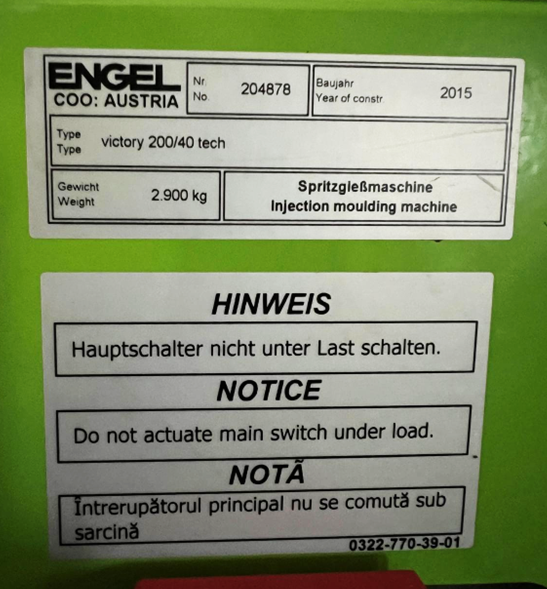 ENGEL
COO: AUSTRIA
Nr.
No.
204878
Baujahr
Year of constr.
2015
Type
Type
victory 200/40 tech
Gewicht
Weight
2.900 kg
Spritzgießmaschine
Injection moulding machine
HINWEIS
Hauptschalter nicht unter Last schalten.
NOTICE
Do not actuate main switch under load.
NOTÃ
Întrerupătorul principal nu se comută sub
sarcină
0322-770-39-01